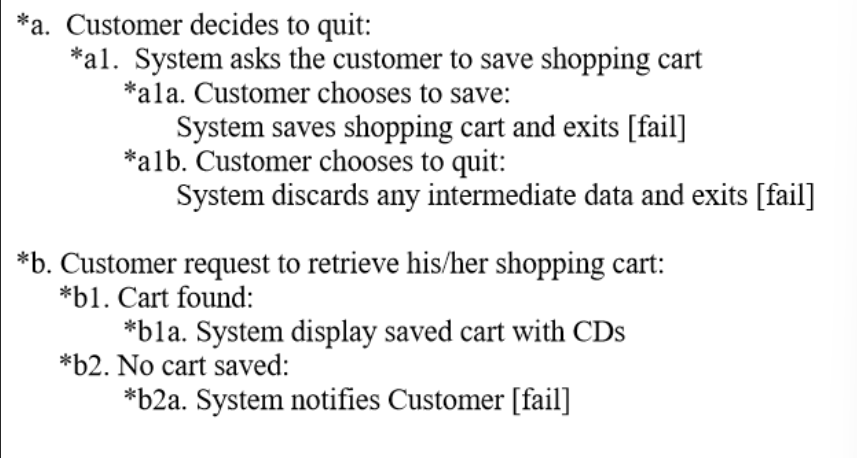 *a. Customer decides to quit:
*a1. System asks the customer to save shopping cart
*a1a. Customer chooses to save:
System saves shopping cart and exits [fail]
*a1b. Customer chooses to quit:
System discards any intermediate data and exits [fail]
*b. Customer request to retrieve his/her shopping cart:
*b1. Cart found:
*b1a. System display saved cart with CDs
*b2. No cart saved:
*b2a. System notifies Customer [fail]